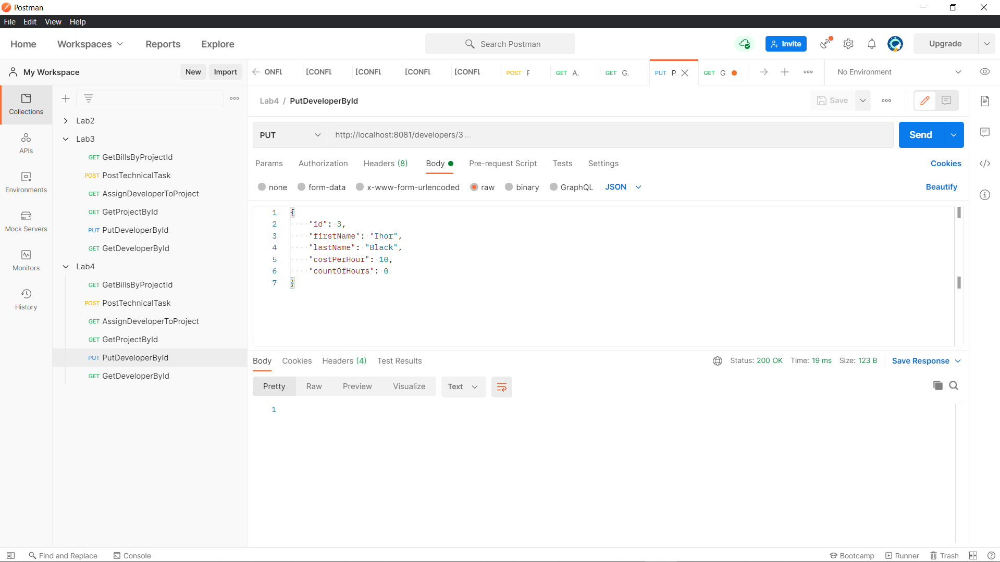 Postman
File Edit View Help
Home Workspaces Reports Explore Search Postman Invite Upgrade
My Workspace New Import
ONFL [CONFL [CONFL [CONFL [CONFL POST F GET A. GET G. PUT P GET G. No Environment
Collections
APIs
Environments
Mock Servers
Monitors
History
Lab2
Lab3
GET GetBillsByProjectId
POST PostTechnicalTask
GET AssignDeveloperToProject
GET GetProjectById
PUT PutDeveloperById
GET GetDeveloperById
Lab4
GET GetBillsByProjectId
POST PostTechnicalTask
GET AssignDeveloperToProject
GET GetProjectById
PUT PutDeveloperById
GET GetDeveloperById
Lab4 / PutDeveloperById Save
PUT http://localhost:8081/developers/3 ... Send
Params Authorization Headers (8) Body Pre-request Script Tests Settings Cookies
none form-data x-www-form-urlencoded raw binary GraphQL JSON Beautify
1 {
2 "id": 3,
3 "firstName": "Ihor",
4 "lastName": "Black",
5 "costPerHour": 10,
6 "countOfHours": 0
7 }
Body Cookies Headers (4) Test Results Status: 200 OK Time: 19 ms Size: 123 B Save Response
Pretty Raw Preview Visualize Text
1
Find and Replace Console Bootcamp Runner Trash